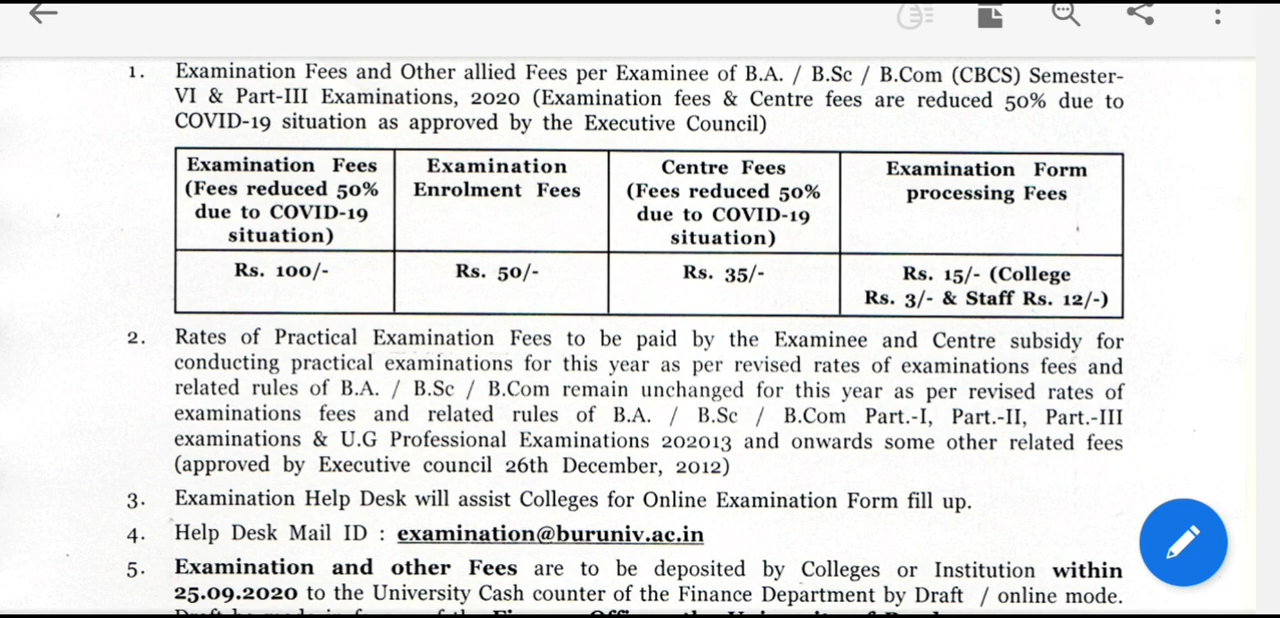 1. Examination Fees and Other allied Fees per Examinee of B.A. / B.Sc / B.Com (CBCS) Semester-
VI & Part-III Examinations, 2020 (Examination fees & Centre fees are reduced 50% due to
COVID-19 situation as approved by the Executive Council)
Examination Fees
(Fees reduced 50%
due to COVID-19
situation)
Examination
Enrolment Fees
Centre Fees
(Fees reduced 50%
due to COVID-19
situation)
Examination Form
processing Fees
Rs. 100/-
Rs. 50/-
Rs. 35/-
Rs. 15/- (College
Rs. 3/- & Staff Rs. 12/-)
2. Rates of Practical Examination Fees to be paid by the Examinee and Centre subsidy for
conducting practical examinations for this year as per revised rates of examinations fees and
related rules of B.A. / B.Sc / B.Com remain unchanged for this year as per revised rates of
examinations fees and related rules of B.A. / B.Sc / B.Com Part.-I, Part.-II, Part.-III
examinations & U.G Professional Examinations 202013 and onwards some other related fees
(approved by Executive council 26th December, 2012)
3. Examination Help Desk will assist Colleges for Online Examination Form fill up.
4. Help Desk Mail ID : examination@buruniv.ac.in
5. Examination and other Fees are to be deposited by Colleges or Institution within
25.09.2020 to the University Cash counter of the Finance Department by Draft / online mode.